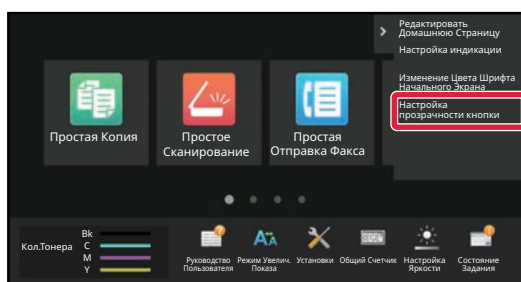 Редактировать
Домашнюю Страницу
Настройка индикации
Изменение Цвета Шрифта
Начального Экрана
Настройка
прозрачности кнопки
Простая Копия
Простое
Сканирование
Простая
Отправка Факса
Кол.Тонера
Bk
C
M
Y
Руководство
Пользователя
Режим Увелич.
Показа
Установки
Общий Счетчик
Настройка
Яркости
Состояние
Задания